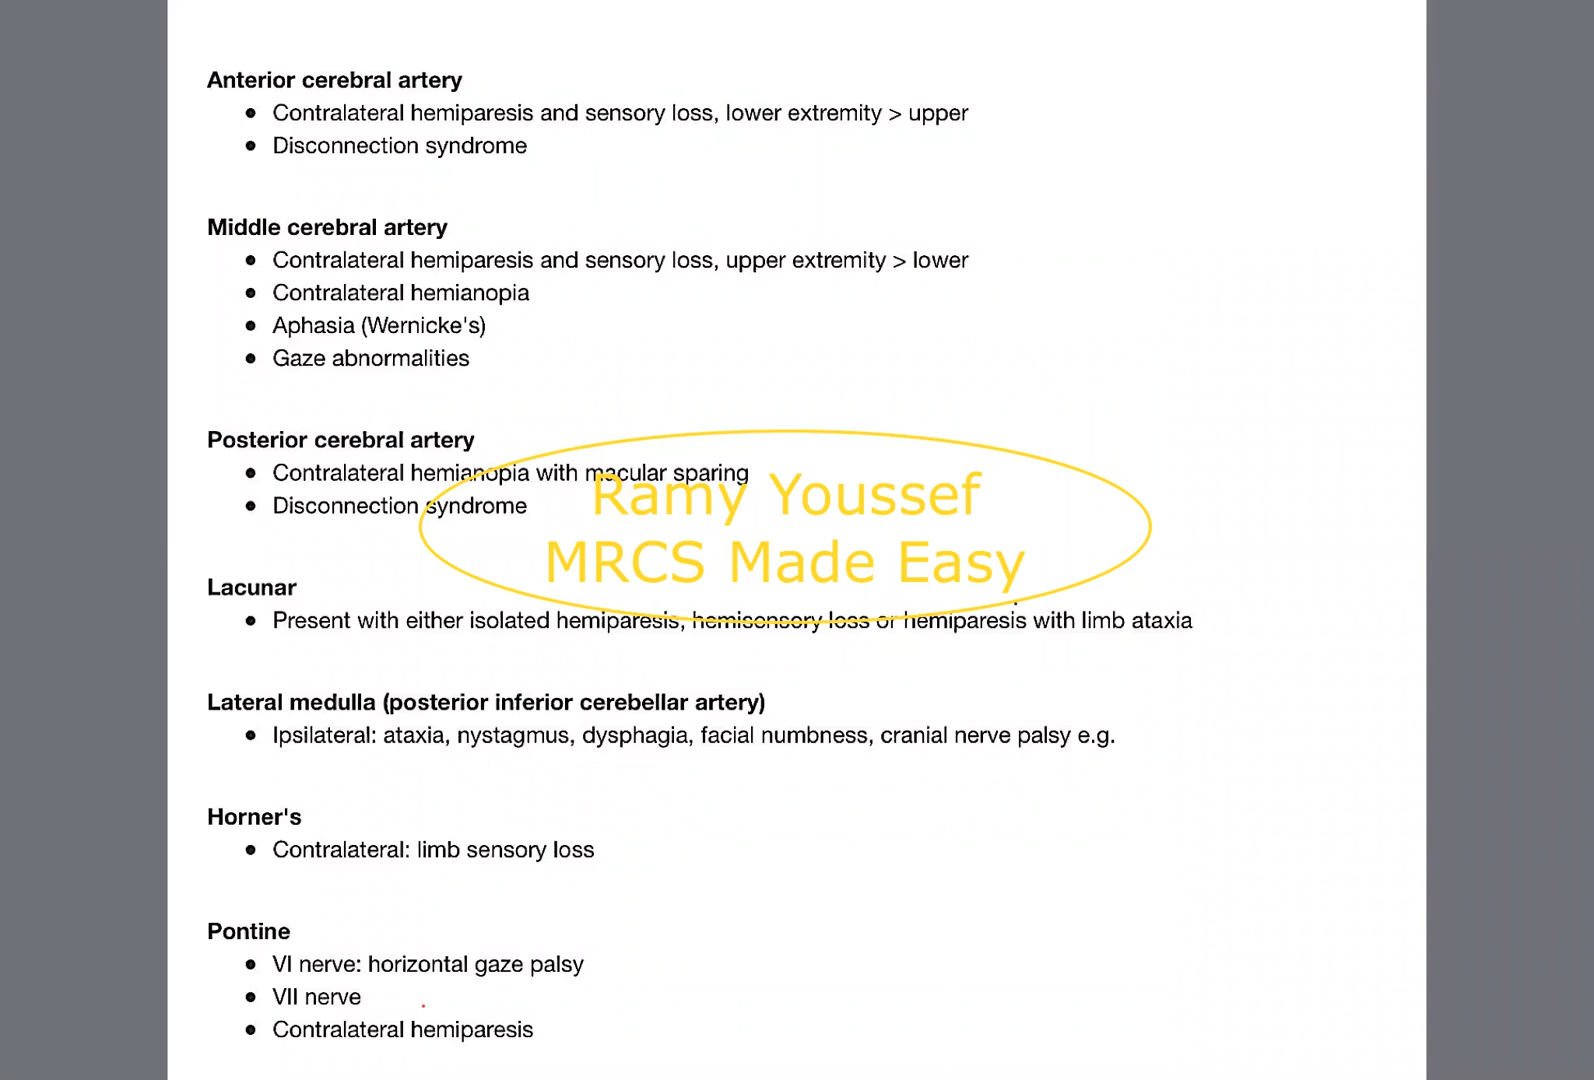 Anterior cerebral artery
• Contralateral hemiparesis and sensory loss, lower extremity > upper
• Disconnection syndrome
Middle cerebral artery
• Contralateral hemiparesis and sensory loss, upper extremity > lower
• Contralateral hemianopia
• Aphasia (Wernicke's)
• Gaze abnormalities
Posterior cerebral artery
• Contralateral hemianopia with macular sparing
• Disconnection syndrome
Ramy Youssef
MRCS Made Easy
Lacunar
• Present with either isolated hemiparesis, hemisensory loss or hemiparesis with limb ataxia
Lateral medulla (posterior inferior cerebellar artery)
• Ipsilateral: ataxia, nystagmus, dysphagia, facial numbness, cranial nerve palsy e.g.
Horner's
• Contralateral: limb sensory loss
Pontine
• VI nerve: horizontal gaze palsy
• VII nerve
• Contralateral hemiparesis